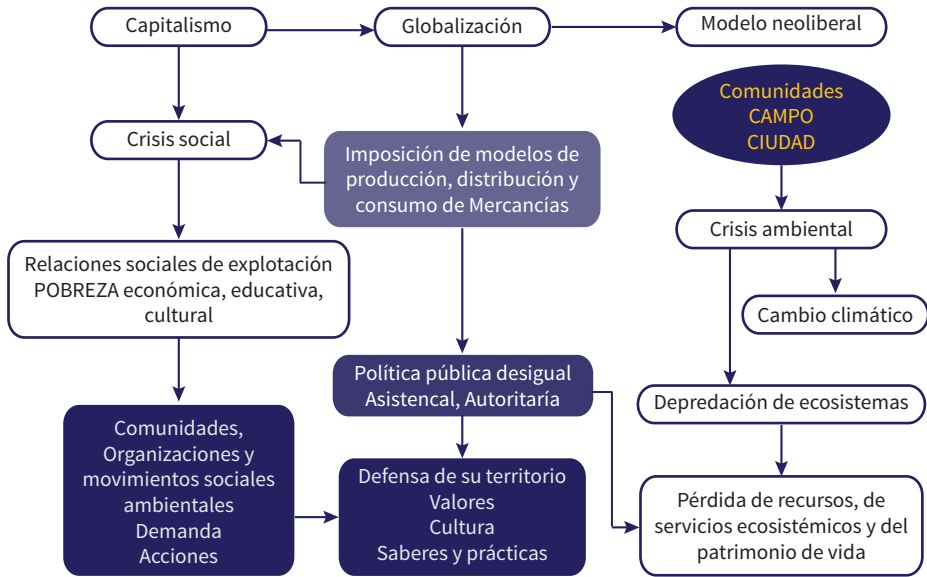 Capitalismo
Globalización
Modelo neoliberal
Comunidades
CAMPO
CIUDAD
Crisis social
Imposición de modelos de
producción, distribución y
consumo de Mercancías
Crisis ambiental
Relaciones sociales de explotación
POBREZA económica, educativa,
cultural
Cambio climático
Política pública desigual
Asistencal, Autoritaría
Depredación de ecosistemas
Comunidades,
Organizaciones y
movimientos sociales
ambientales
Demanda
Acciones
Defensa de su territorio
Valores
Cultura
Saberes y prácticas
Pérdida de recursos, de
servicios ecosistémicos y del
patrimonio de vida